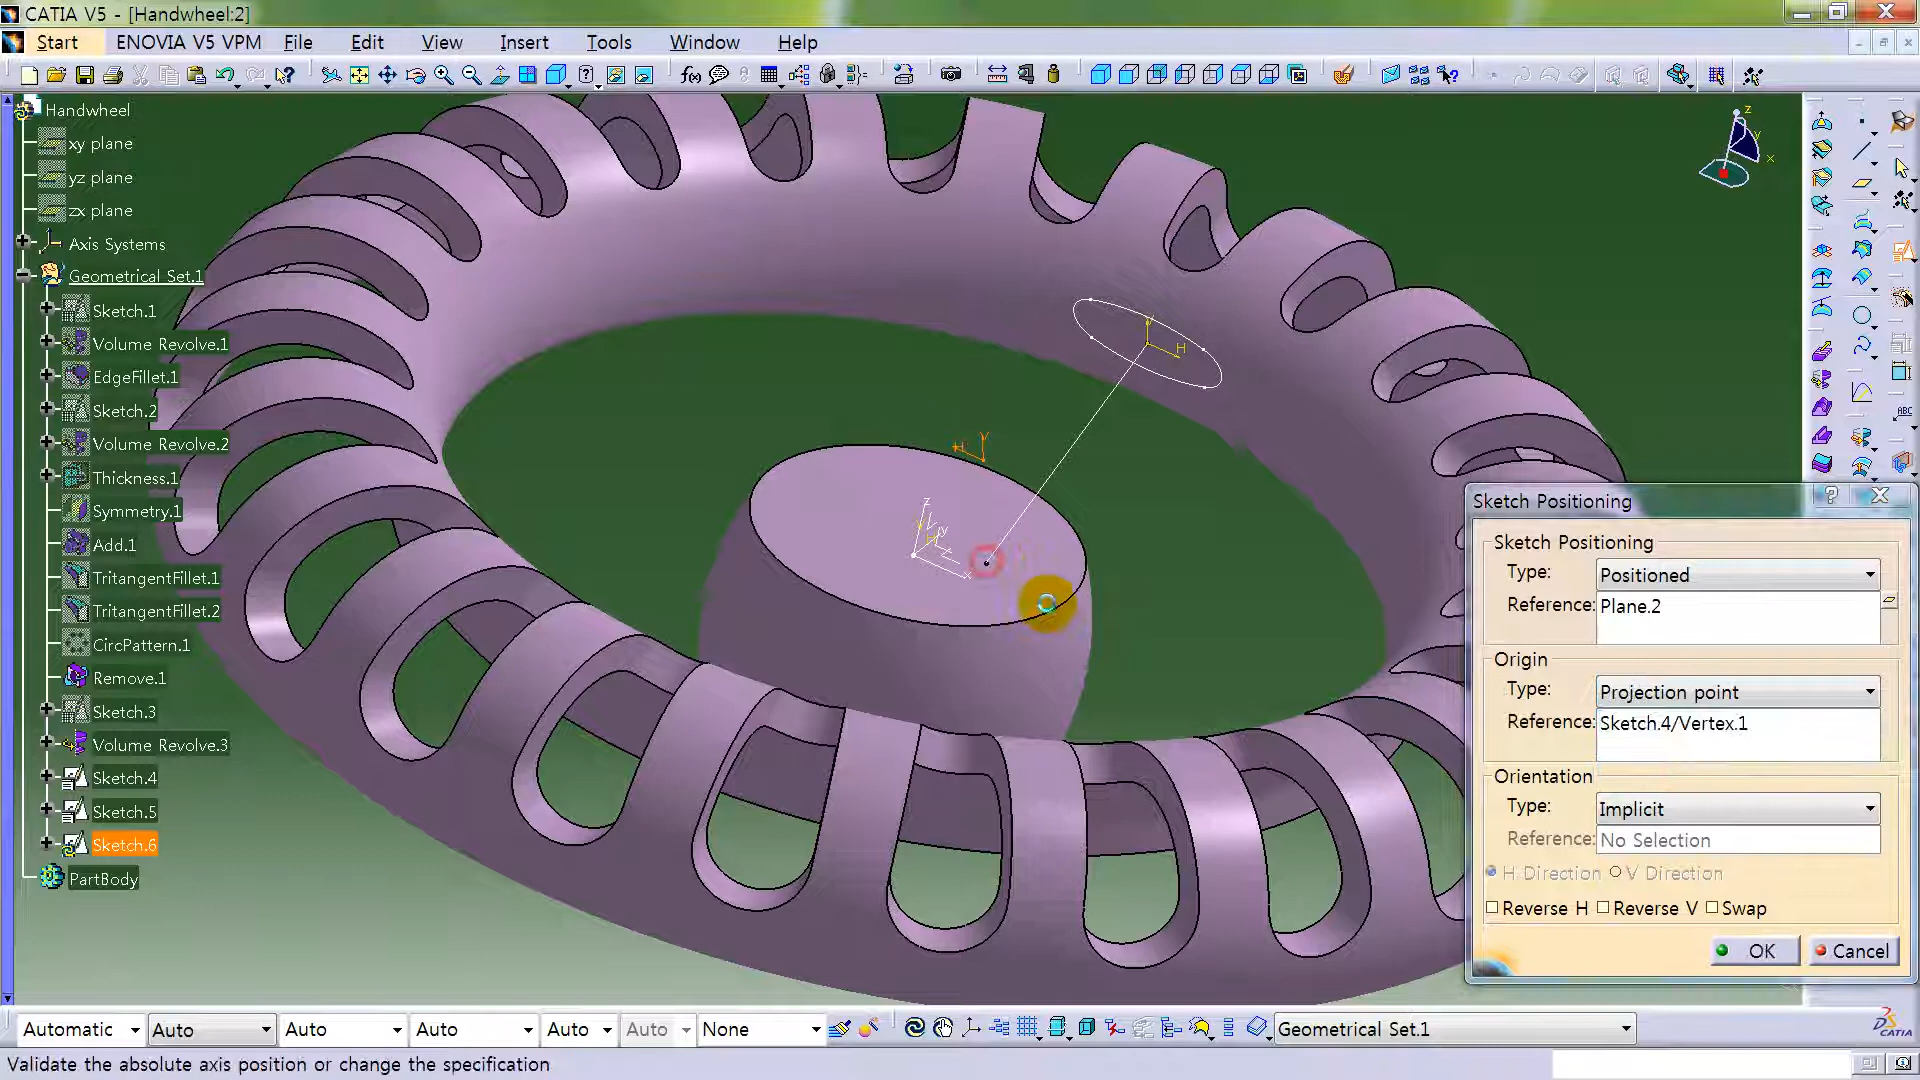 CATIA V5 - [Handwheel:2]
Start
ENOVIA V5 VPM
File
Edit
View
Insert
Tools
Window
Help
Handwheel
xy plane
yz plane
zx plane
Axis Systems
Geometrical Set.1
Sketch.1
Volume Revolve.1
EdgeFillet.1
Sketch.2
Volume Revolve.2
Thickness.1
Symmetry.1
Add.1
TritangentFillet.1
TritangentFillet.2
CircPattern.1
Remove.1
Sketch.3
Volume Revolve.3
Sketch.4
Sketch.5
Sketch.6
PartBody
z
x
H
Sketch Positioning
Sketch Positioning
Type: Positioned
Reference: Plane.2
Origin
Type: Projection point
Reference: Sketch.4/Vertex.1
Orientation
Type: Implicit
Reference: No Selection
H Direction V Direction
Reverse H Reverse V Swap
OK Cancel
Automatic
Auto
Auto
Auto
Auto
Auto
None
Geometrical Set.1
CATIA
Validate the absolute axis position or change the specification